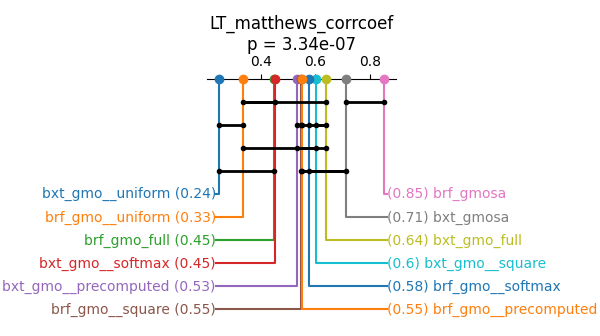 LT_matthews_corrcoef
p = 3.34e-07
0.4 0.6 0.8
bxt_gmo__uniform (0.24) (0.85) brf_gmosa
brf_gmo__uniform (0.33) (0.71) bxt_gmosa
brf_gmo_full (0.45) (0.64) bxt_gmo_full
bxt_gmo__softmax (0.45) (0.6) bxt_gmo__square
bxt_gmo__precomputed (0.53) (0.58) brf_gmo__softmax
brf_gmo__square (0.55) (0.55) brf_gmo__precomputed